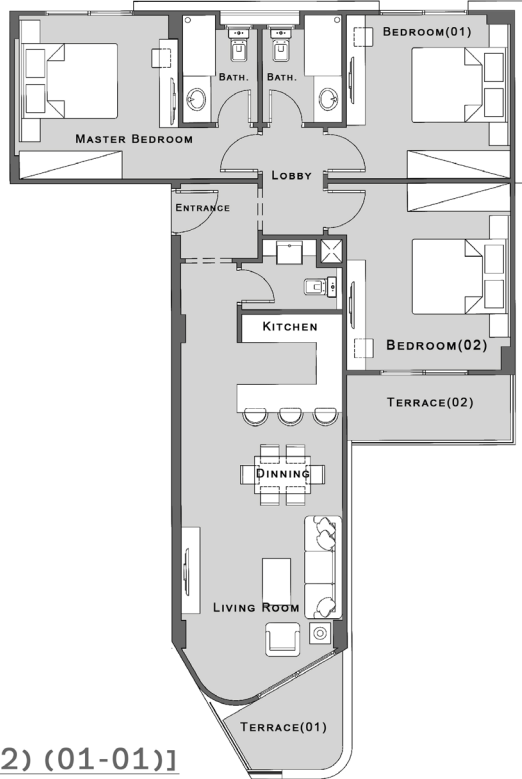 BEDROOM(01)
BATH.
BATH.
MASTER BEDROOM
LOBBY
ENTRANCE
KITCHEN
BEDROOM(02)
TERRACE(02)
DINNING
LIVING ROOM
TERRACE(01)
2) (01-01)]